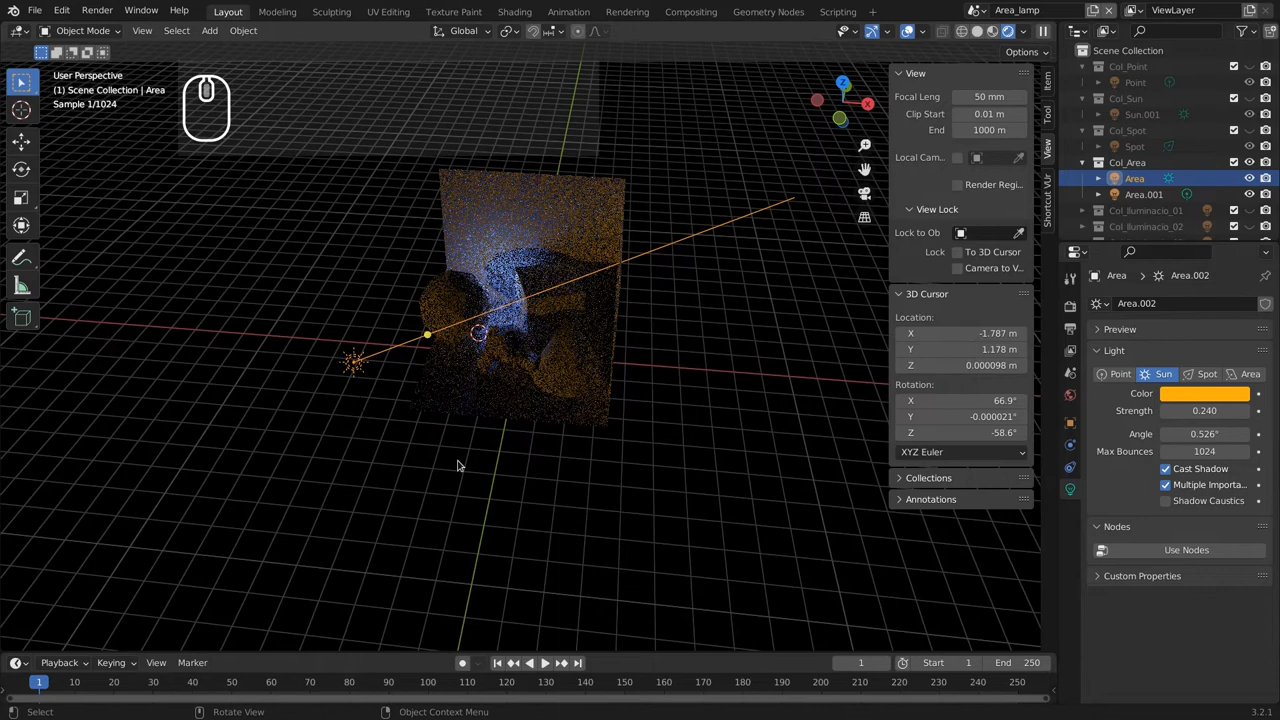 File Edit Render Window Help Layout Modeling Sculpting UV Editing Texture Paint Shading Animation Rendering Compositing Geometry Nodes Scripting + Area_lamp ViewLayer
Object Mode View Select Add Object Global
Options
User Perspective
(1) Scene Collection | Area
Sample 1/1024
X
Z
View
Focal Leng 50 mm
Clip Start 0.01 m
End 1000 m
Local Cam..
Render Regi...
View Lock
Lock to Ob
Lock To 3D Cursor
Camera to V...
3D Cursor
Location:
X -1.787 m
Y 1.178 m
Z 0.000098 m
Rotation:
X 66.9°
Y -0.000021°
Z -58.6°
XYZ Euler
Collections
Annotations
Item
Tool
View
Shortcut VUr
Scene Collection
Col_Point
Point
Col_Sun
Sun.001
Col_Spot
Spot
Col_Area
Area
Area.001
Col_Iluminacio_01
Col_Iluminacio_02
Area Area.002
Area.002
Preview
Light
Point Sun Spot Area
Color
Strength 0.240
Angle 0.526°
Max Bounces 1024
Cast Shadow
Multiple Importa...
Shadow Caustics
Nodes
Use Nodes
Custom Properties
Playback Keying View Marker 1 Start 1 End 250
1 10 20 30 40 50 60 70 80 90 100 110 120 130 140 150 160 170 180 190 200 210 220 230 240 250
Select Rotate View Object Context Menu 3.2.1